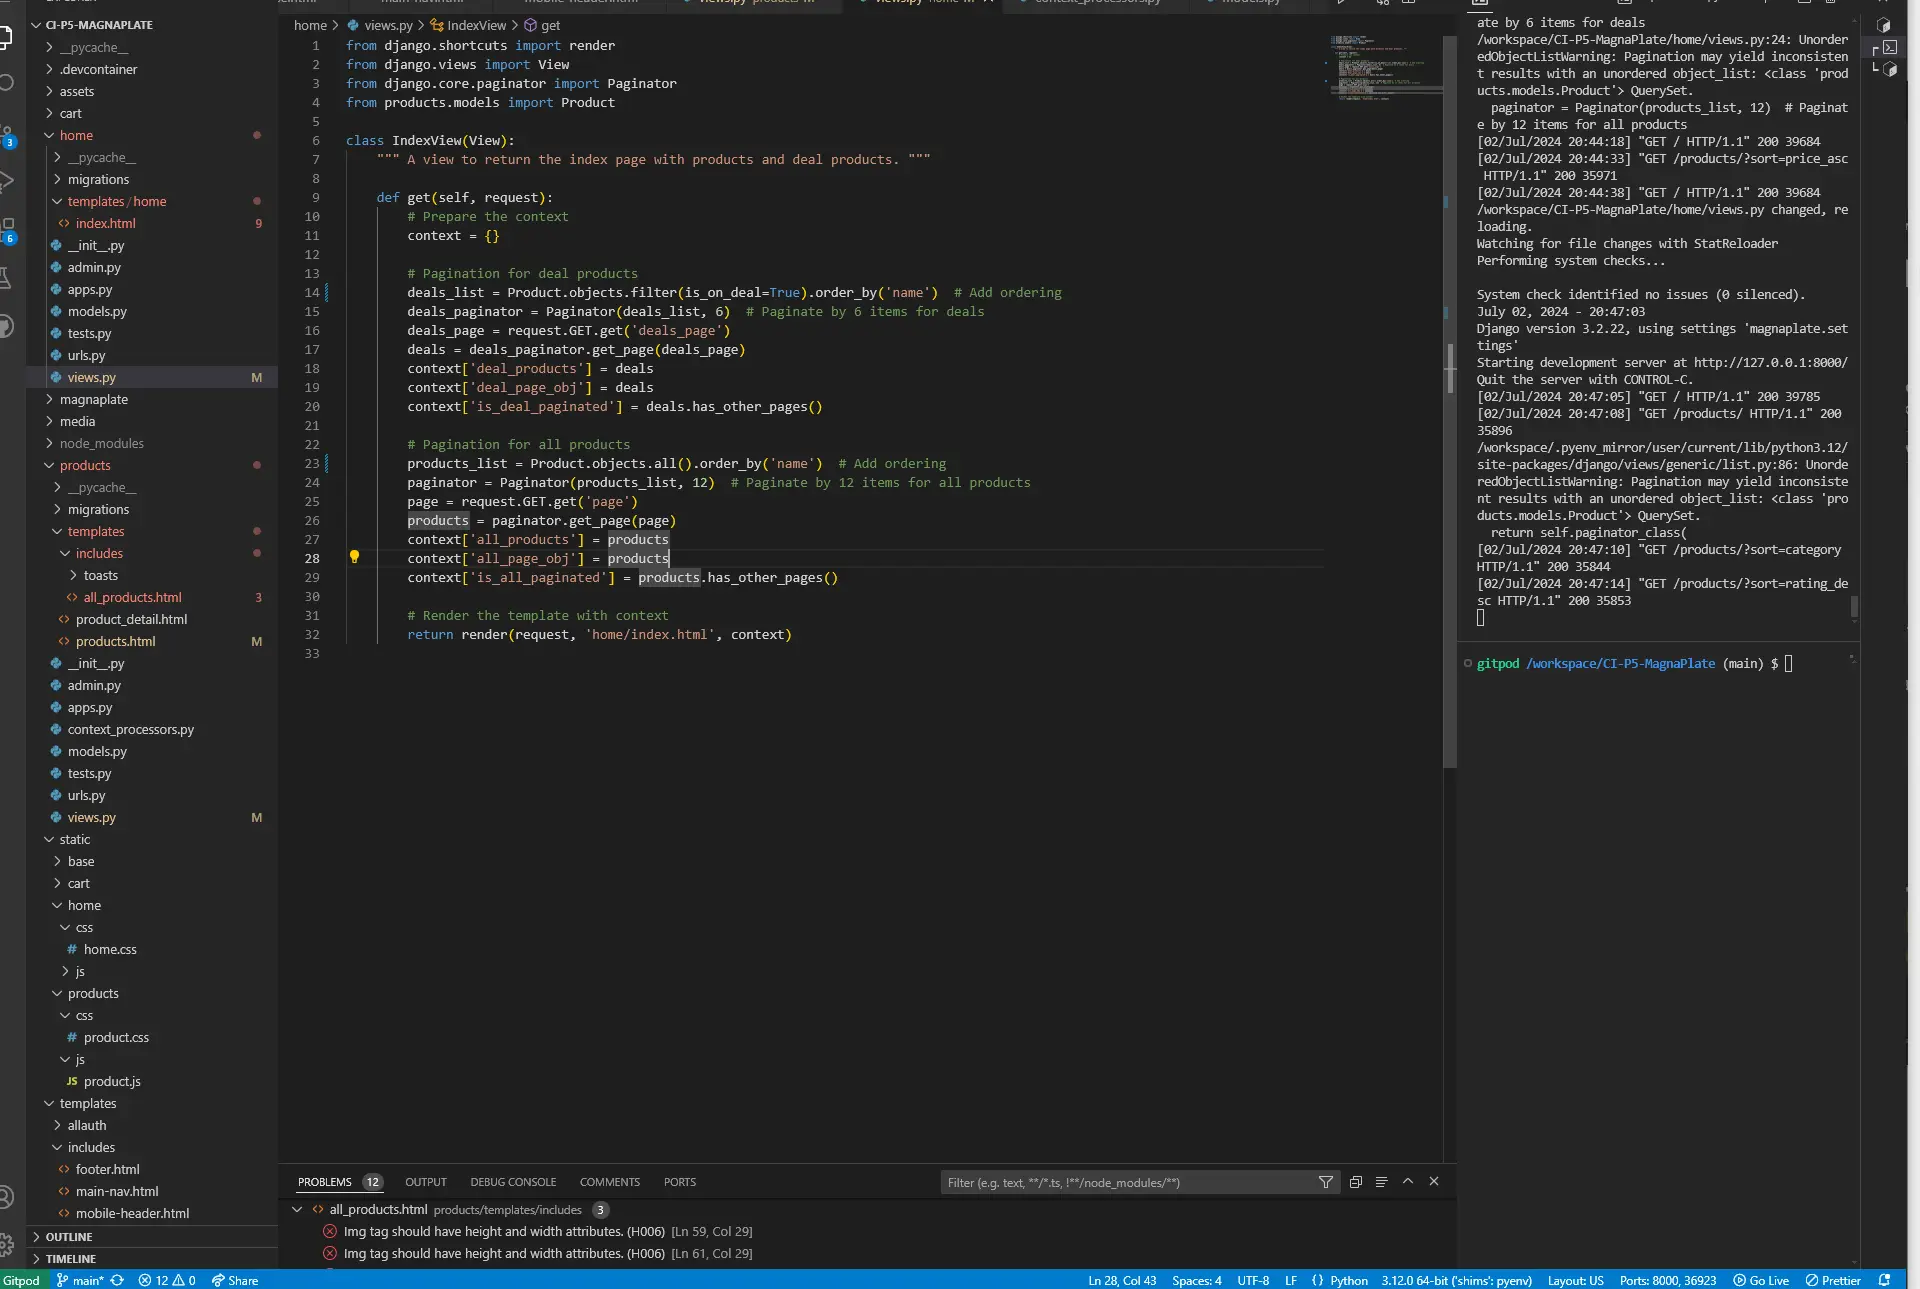 CI-P5-MAGNAPLATE
__pycache__
.devcontainer
assets
cart
home
__pycache__
migrations
templates / home
index.html 9
__init__.py
admin.py
apps.py
models.py
tests.py
urls.py
views.py M
magnaplate
media
node_modules
products
__pycache__
migrations
templates
includes
toasts
all_products.html 3
product_detail.html
products.html M
__init__.py
admin.py
apps.py
context_processors.py
models.py
tests.py
urls.py
views.py M
static
base
cart
home
css
home.css
js
products
css
product.css
js
JS product.js
templates
allauth
includes
footer.html
main-nav.html
mobile-header.html
OUTLINE
TIMELINE
3
6
home > views.py > IndexView > get
1 from django.shortcuts import render
2 from django.views import View
3 from django.core.paginator import Paginator
4 from products.models import Product
5
6 class IndexView(View):
7 """ A view to return the index page with products and deal products. """
8
9 def get(self, request):
10 # Prepare the context
11 context = {}
12
13 # Pagination for deal products
14 deals_list = Product.objects.filter(is_on_deal=True).order_by('name')  # Add ordering
15 deals_paginator = Paginator(deals_list, 6)  # Paginate by 6 items for deals
16 deals_page = request.GET.get('deals_page')
17 deals = deals_paginator.get_page(deals_page)
18 context['deal_products'] = deals
19 context['deal_page_obj'] = deals
20 context['is_deal_paginated'] = deals.has_other_pages()
21
22 # Pagination for all products
23 products_list = Product.objects.all().order_by('name')  # Add ordering
24 paginator = Paginator(products_list, 12)  # Paginate by 12 items for all products
25 page = request.GET.get('page')
26 products = paginator.get_page(page)
27 context['all_products'] = products
28 context['all_page_obj'] = products
29 context['is_all_paginated'] = products.has_other_pages()
30
31 # Render the template with context
32 return render(request, 'home/index.html', context)
33
ate by 6 items for deals
/workspace/CI-P5-MagnaPlate/home/views.py:24: Unorder
edObjectListWarning: Pagination may yield inconsisten
t results with an unordered object_list: <class 'prod
ucts.models.Product'> QuerySet.
paginator = Paginator(products_list, 12)  # Paginat
e by 12 items for all products
[02/Jul/2024 20:44:18] "GET / HTTP/1.1" 200 39684
[02/Jul/2024 20:44:33] "GET /products/?sort=price_asc
HTTP/1.1" 200 35971
[02/Jul/2024 20:44:38] "GET / HTTP/1.1" 200 39684
/workspace/CI-P5-MagnaPlate/home/views.py changed, re
loading.
Watching for file changes with StatReloader
Performing system checks...
System check identified no issues (0 silenced).
July 02, 2024 - 20:47:03
Django version 3.2.22, using settings 'magnaplate.set
tings'
Starting development server at http://127.0.0.1:8000/
Quit the server with CONTROL-C.
[02/Jul/2024 20:47:05] "GET / HTTP/1.1" 200 39785
[02/Jul/2024 20:47:08] "GET /products/ HTTP/1.1" 200
35896
/workspace/.pyenv_mirror/user/current/lib/python3.12/
site-packages/django/views/generic/list.py:86: Unorde
redObjectListWarning: Pagination may yield inconsiste
nt results with an unordered object_list: <class 'pro
ducts.models.Product'> QuerySet.
return self.paginator_class(
[02/Jul/2024 20:47:10] "GET /products/?sort=category
HTTP/1.1" 200 35844
[02/Jul/2024 20:47:14] "GET /products/?sort=rating_de
sc HTTP/1.1" 200 35853
gitpod /workspace/CI-P5-MagnaPlate (main) $
PROBLEMS 12 OUTPUT DEBUG CONSOLE COMMENTS PORTS
Filter (e.g. text, **/*.ts, !**/node_modules/**)
all_products.html products/templates/includes 3
Img tag should have height and width attributes. (H006) [Ln 59, Col 29]
Img tag should have height and width attributes. (H006) [Ln 61, Col 29]
Gitpod main* 12 0 Share Ln 28, Col 43 Spaces: 4 UTF-8 LF Python 3.12.0 64-bit ('shims': pyenv) Layout: US Ports: 8000, 36923 Go Live Prettier